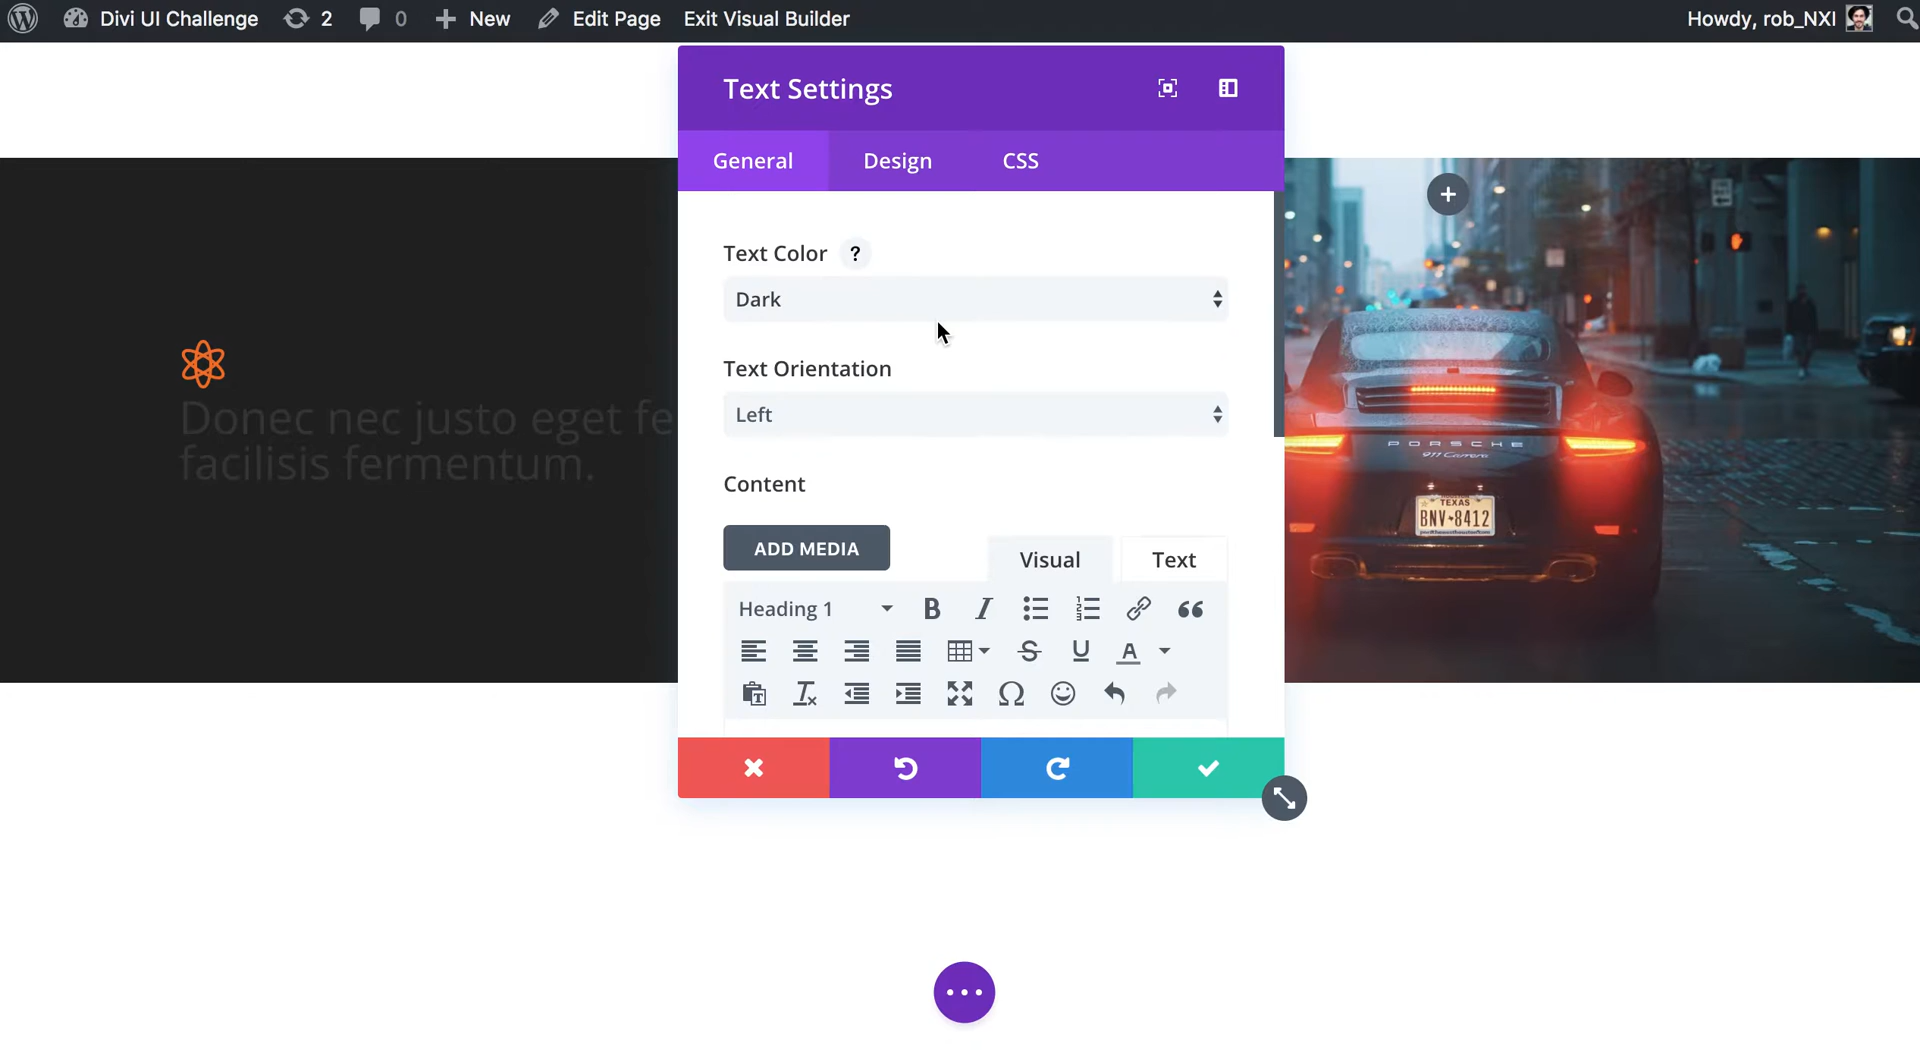 Divi UI Challenge 2 0 New Edit Page Exit Visual Builder Howdy, rob_NXI
Text Settings
General Design CSS
Text Color ?
Dark
Text Orientation
Left
Donec nec justo eget fe
facilisis fermentum.
Content
ADD MEDIA Visual Text
Heading 1
PORSCHE
911 Carrera
TEXAS
BNV 8412